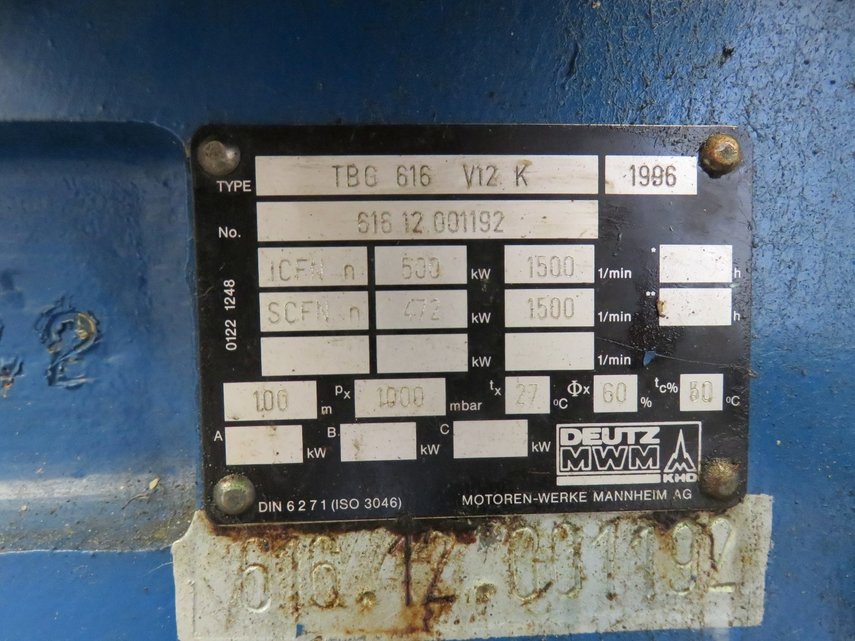 TYPE TBG 616 V12 K 1996
No. 616 12 001192
ICFN n 500 kW 1500 1/min * h
SCFN n 472 kW 1500 1/min ** h
kW 1/min
0122 1248
100 m px 1000 mbar tx 27 °C Φx 60 % tc% 50 °C
A kW B kW C kW
DEUTZ
MWM
KHD
DIN 6271 (ISO 3046) MOTOREN-WERKE MANNHEIM AG
616.12.001192
42